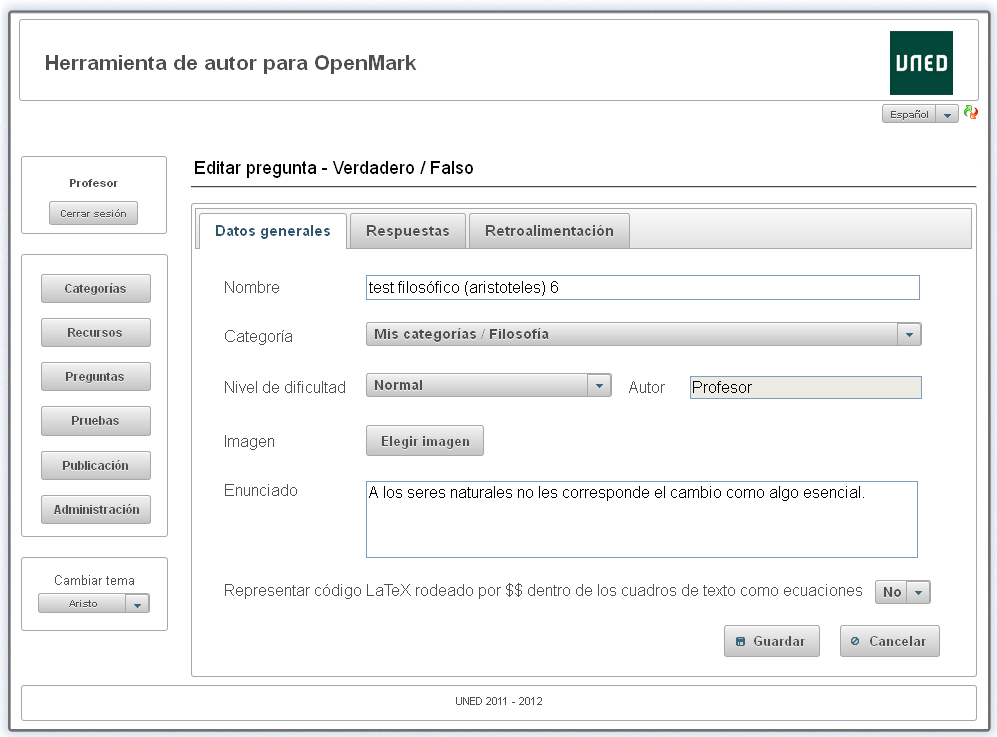 Herramienta de autor para OpenMark
UNED
Español
Profesor
Cerrar sesión
Categorías
Recursos
Preguntas
Pruebas
Publicación
Administración
Cambiar tema
Aristo
Editar pregunta - Verdadero / Falso
Datos generales Respuestas Retroalimentación
Nombre test filosófico (aristoteles) 6
Categoría Mis categorías / Filosofía
Nivel de dificultad Normal Autor Profesor
Imagen Elegir imagen
Enunciado A los seres naturales no les corresponde el cambio como algo esencial.
Representar código LaTeX rodeado por $$ dentro de los cuadros de texto como ecuaciones No
Guardar Cancelar
UNED 2011 - 2012